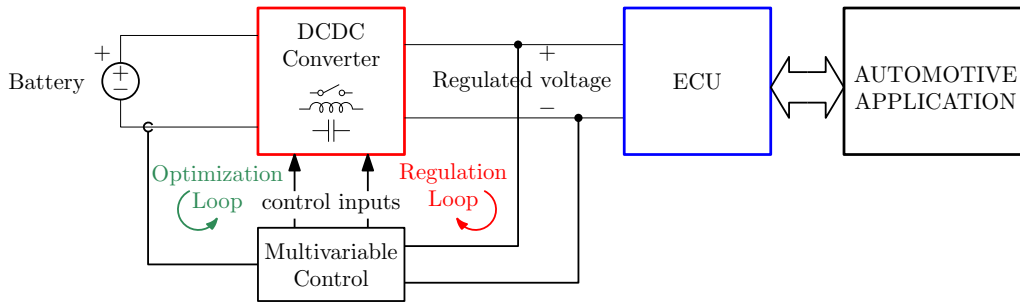 DCDC
Converter
+
+
−
Battery
+
Regulated voltage
−
ECU
AUTOMOTIVE
APPLICATION
Optimization
Loop
control inputs
Regulation
Loop
Multivariable
Control